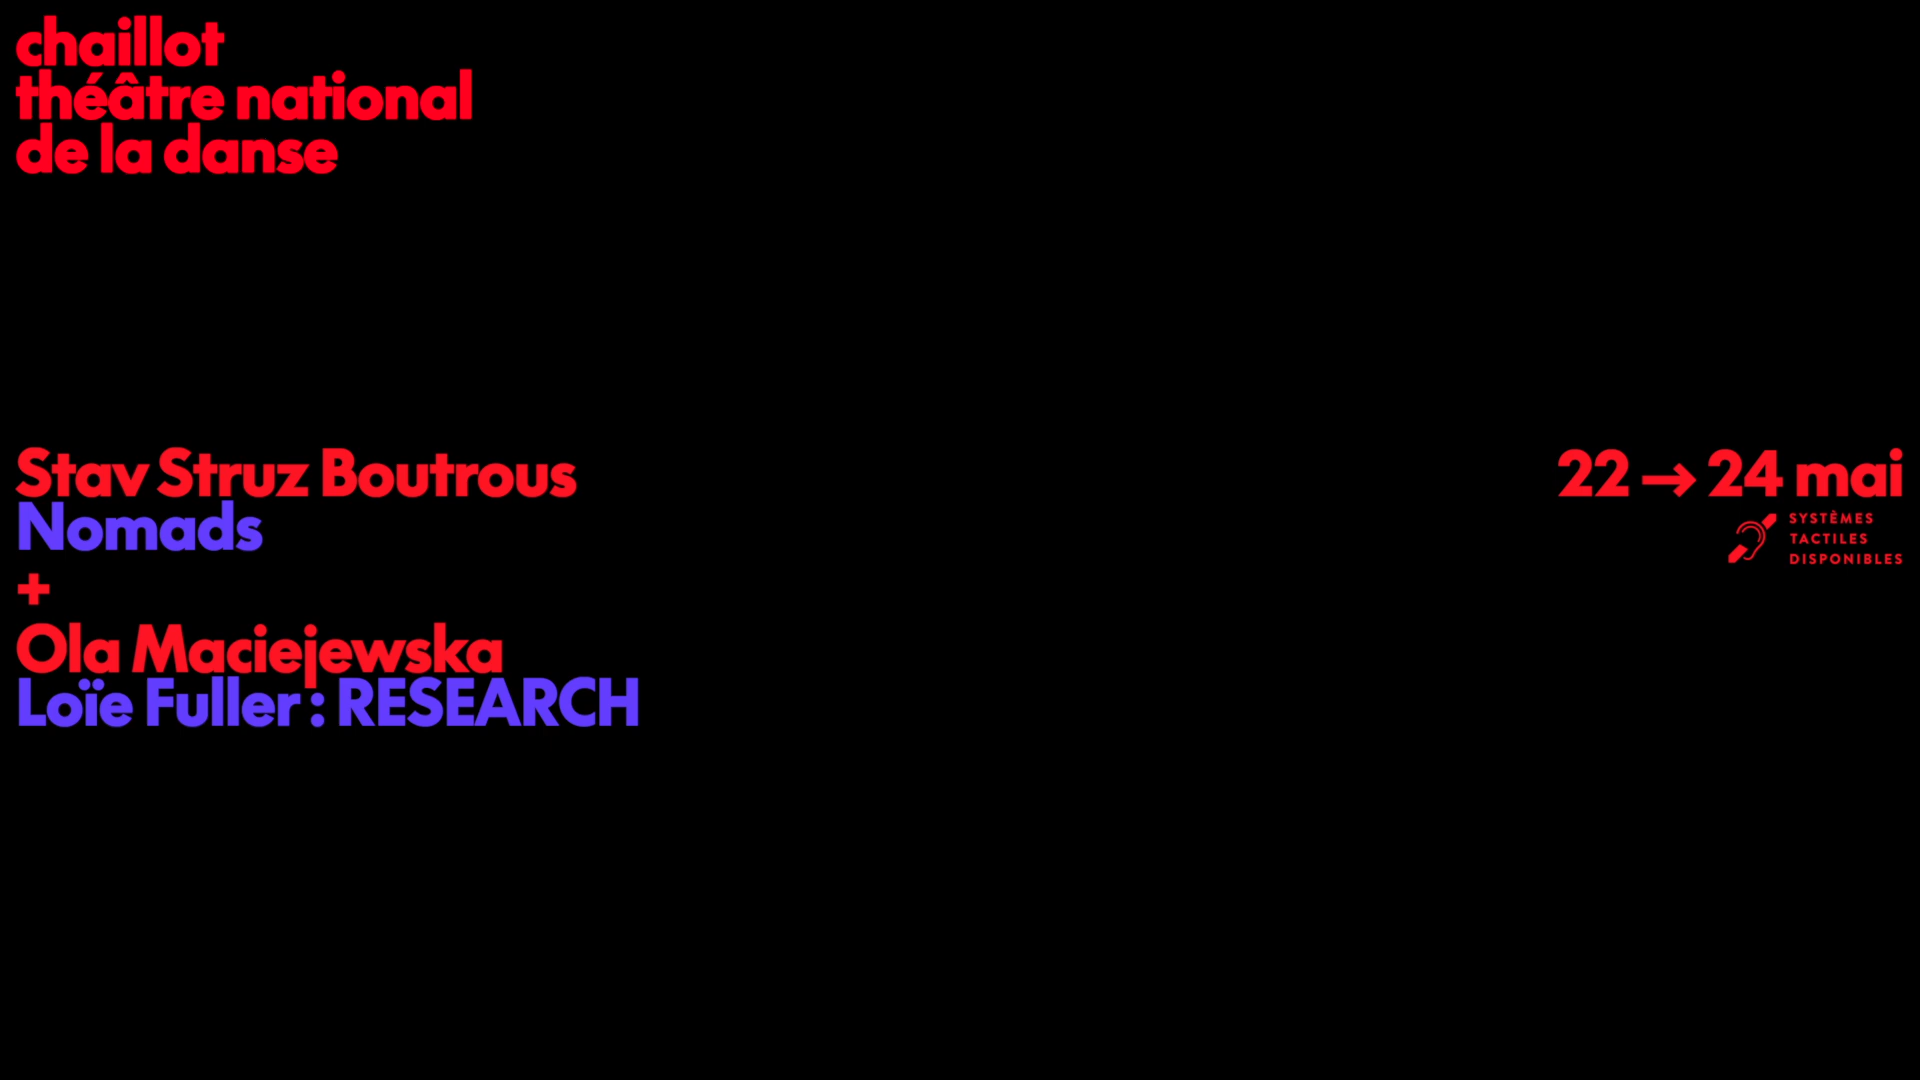 chaillot
théâtre national
de la danse
Stav Struz Boutrous
Nomads
+
Ola Maciejewska
Loïe Fuller : RESEARCH
22 → 24 mai
SYSTÈMES
TACTILES
DISPONIBLES